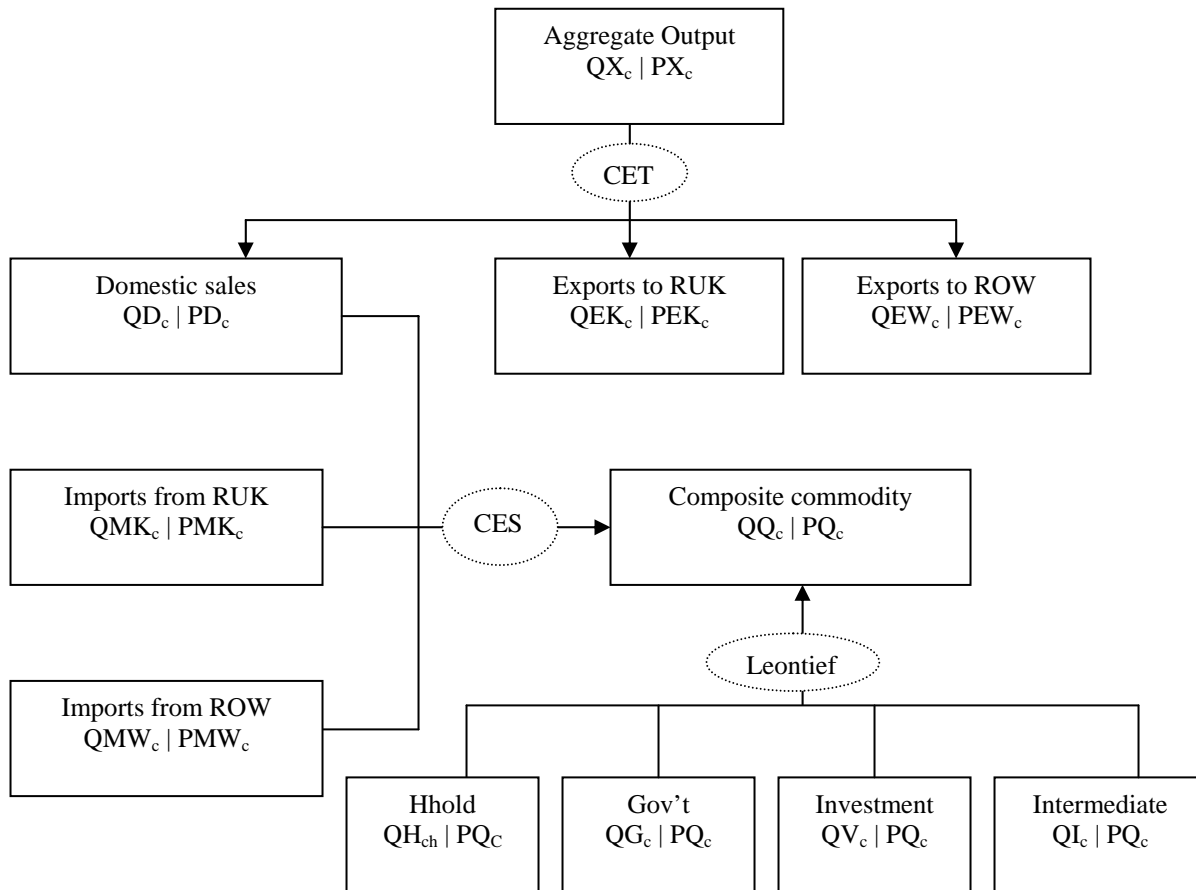 Aggregate Output
QXc | PXc
CET
Domestic sales
QDc | PDc
Exports to RUK
QEKc | PEKc
Exports to ROW
QEWc | PEWc
Imports from RUK
QMKc | PMKc
CES
Composite commodity
QQc | PQc
Leontief
Imports from ROW
QMWc | PMWc
Hhold
QHch | PQC
Gov’t
QGc | PQc
Investment
QVc | PQc
Intermediate
QIc | PQc